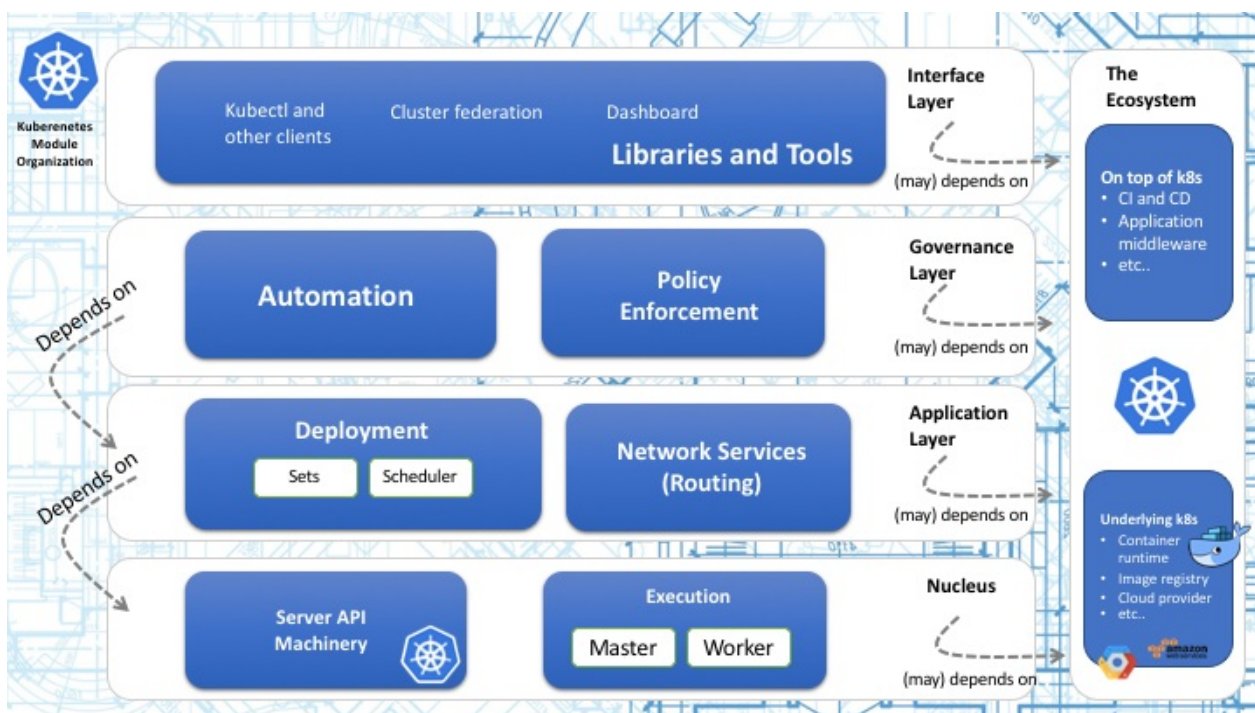 Kuberenetes
Module
Organization
Kubectl and
other clients
Cluster federation
Dashboard
Libraries and Tools
Interface
Layer
(may) depends on
Automation
Policy
Enforcement
Governance
Layer
(may) depends on
Depends on
Deployment
Sets
Scheduler
Network Services
(Routing)
Application
Layer
(may) depends on
Depends on
Server API
Machinery
Execution
Master
Worker
Nucleus
(may) depends on
The
Ecosystem
On top of k8s
• CI and CD
• Application
middleware
• etc..
Underlying k8s
• Container
runtime
• Image registry
• Cloud provider
• etc..
amazon
webservices